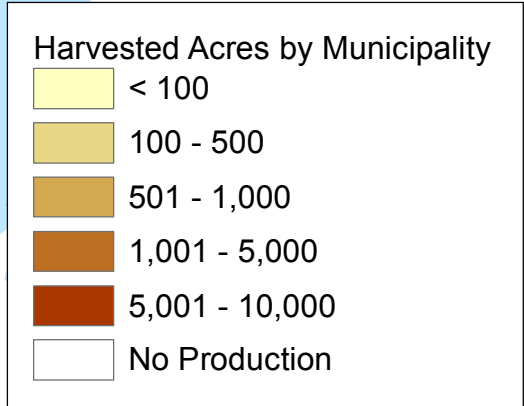 Harvested Acres by Municipality
< 100
100 - 500
501 - 1,000
1,001 - 5,000
5,001 - 10,000
No Production